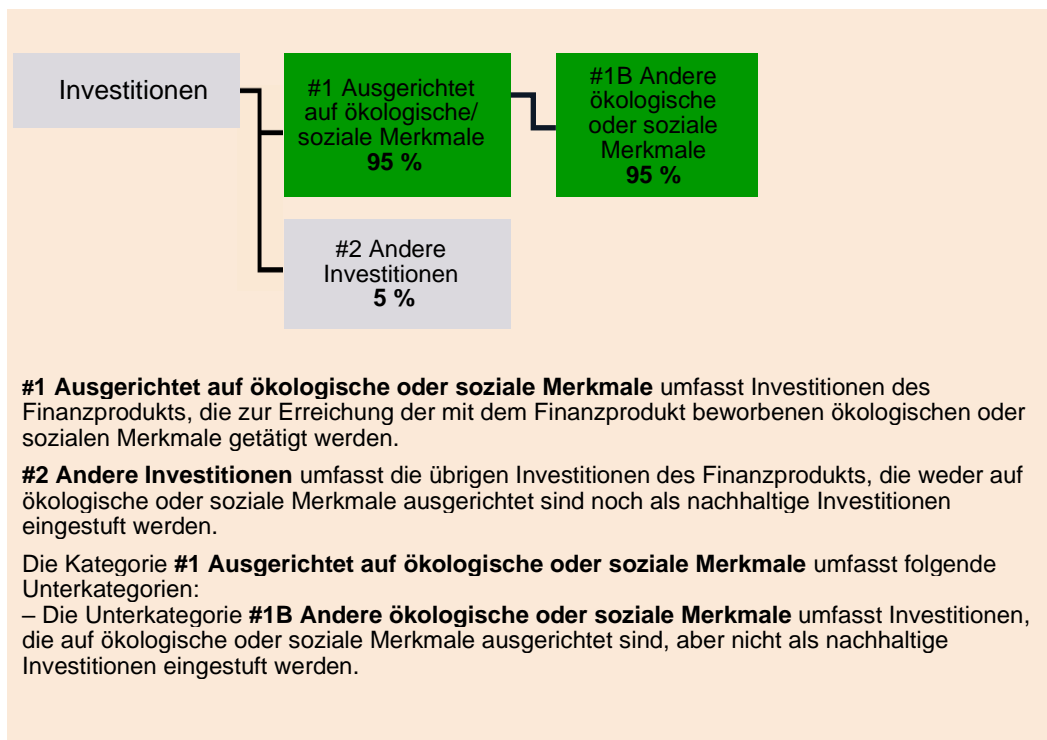 Investitionen
#1 Ausgerichtet
auf ökologische/
soziale Merkmale
95 %
#1B Andere
ökologische
oder soziale
Merkmale
95 %
#2 Andere
Investitionen
5 %
#1 Ausgerichtet auf ökologische oder soziale Merkmale umfasst Investitionen des
Finanzprodukts, die zur Erreichung der mit dem Finanzprodukt beworbenen ökologischen oder
sozialen Merkmale getätigt werden.
#2 Andere Investitionen umfasst die übrigen Investitionen des Finanzprodukts, die weder auf
ökologische oder soziale Merkmale ausgerichtet sind noch als nachhaltige Investitionen
eingestuft werden.
Die Kategorie #1 Ausgerichtet auf ökologische oder soziale Merkmale umfasst folgende
Unterkategorien:
– Die Unterkategorie #1B Andere ökologische oder soziale Merkmale umfasst Investitionen,
die auf ökologische oder soziale Merkmale ausgerichtet sind, aber nicht als nachhaltige
Investitionen eingestuft werden.